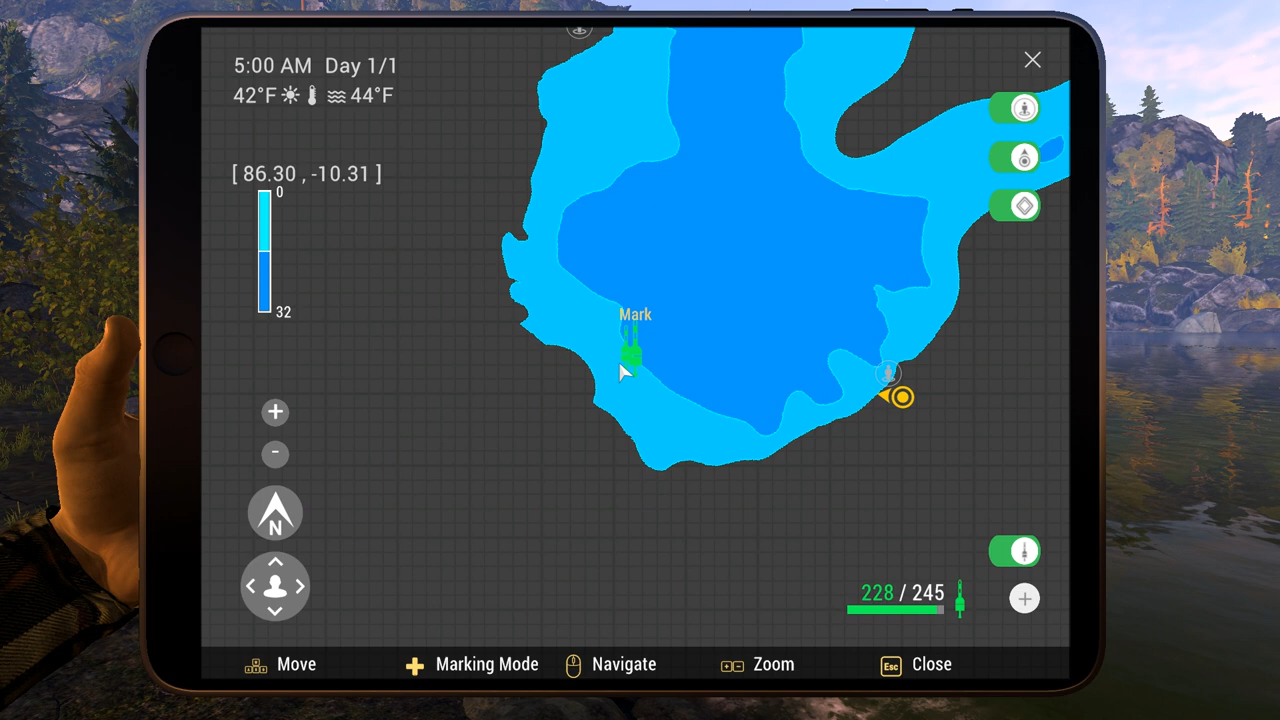 5:00 AM Day 1/1
42°F 44°F
[ 86.30 , -10.31 ]
0
32
Mark
+
-
N
228 / 245
+
Move
Marking Mode
Navigate
Zoom
Esc Close